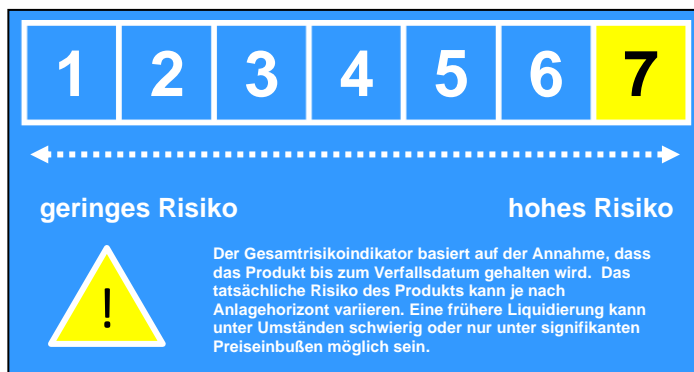 1 2 3 4 5 6 7
geringes Risiko hohes Risiko
!
Der Gesamtrisikoindikator basiert auf der Annahme, dass
das Produkt bis zum Verfallsdatum gehalten wird.  Das
tatsächliche Risiko des Produkts kann je nach
Anlagehorizont variieren. Eine frühere Liquidierung kann
unter Umständen schwierig oder nur unter signifikanten
Preiseinbußen möglich sein.